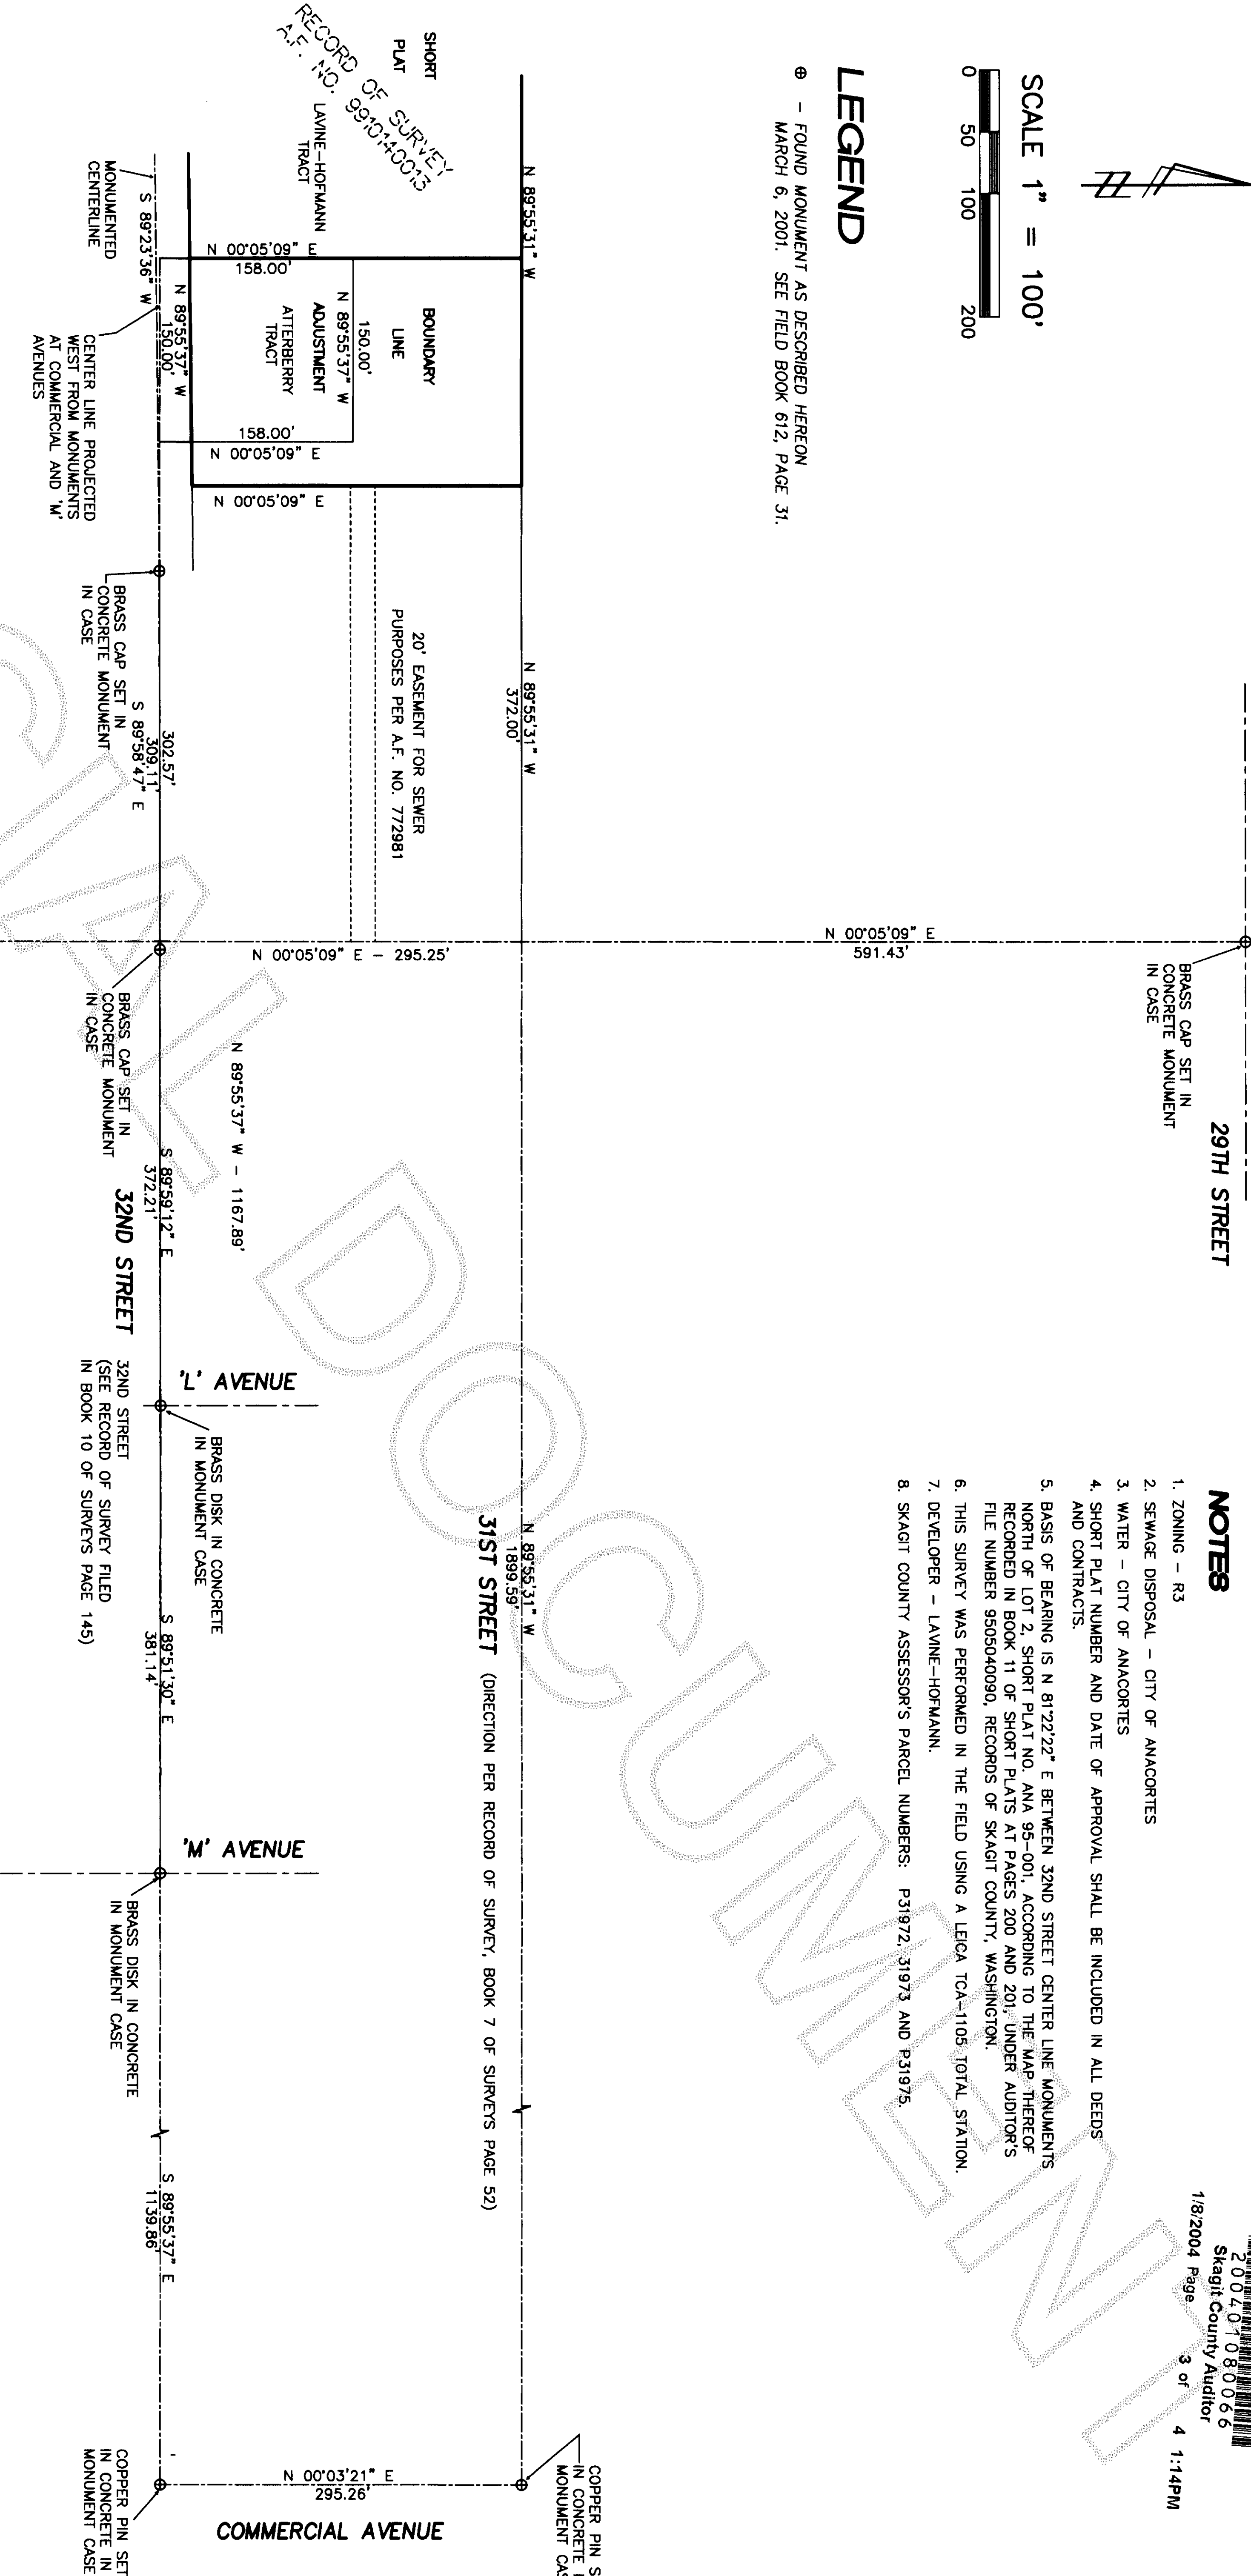 SCALE 1" = 100'
0 50 100 200
LEGEND
⊕ - FOUND MONUMENT AS DESCRIBED HEREON
MARCH 6, 2001. SEE FIELD BOOK 612, PAGE 31.
NOTES
1. ZONING - R3
2. SEWAGE DISPOSAL - CITY OF ANACORTES
3. WATER - CITY OF ANACORTES
4. SHORT PLAT NUMBER AND DATE OF APPROVAL SHALL BE INCLUDED IN ALL DEEDS
AND CONTRACTS.
5. BASIS OF BEARING IS N 81°22'22" E BETWEEN 32ND STREET CENTER LINE MONUMENTS
NORTH OF LOT 2, SHORT PLAT NO. ANA 95-001, ACCORDING TO THE MAP THEREOF
RECORDED IN BOOK 11 OF SHORT PLATS AT PAGES 200 AND 201, UNDER AUDITOR'S
FILE NUMBER 9505040090, RECORDS OF SKAGIT COUNTY, WASHINGTON.
6. THIS SURVEY WAS PERFORMED IN THE FIELD USING A LEICA TCA-1105 TOTAL STATION.
7. DEVELOPER - LAVINE-HOFMANN.
8. SKAGIT COUNTY ASSESSOR'S PARCEL NUMBERS: P31972, 31973 AND P31975.
200401080066
Skagit County Auditor
1/8/2004 Page 3 of 4 1:14PM
29TH STREET
BRASS CAP SET IN
CONCRETE MONUMENT
IN CASE
N 00°05'09" E
591.43'
N 89°55'31" W
N 89°55'31" W
372.00'
N 89°55'31" W
1899.59'
31ST STREET (DIRECTION PER RECORD OF SURVEY, BOOK 7 OF SURVEYS PAGE 52)
COPPER PIN S
IN CONCRETE
MONUMENT CAS
SHORT
PLAT
RECORD OF SURVEY
A.F. NO. 9910140013
LAVINE-HOFMANN
TRACT
BOUNDARY
LINE
ADJUSTMENT
ATTERBERRY
TRACT
150.00'
N 89°55'37" W
N 00°05'09" E
158.00'
158.00'
N 00°05'09" E
N 00°05'09" E
N 89°55'37" W
150.00'
20' EASEMENT FOR SEWER
PURPOSES PER A.F. NO. 772981
N 00°05'09" E - 295.25'
N 89°55'37" W - 1167.89'
S 89°23'36" W
MONUMENTED
CENTERLINE
CENTER LINE PROJECTED
WEST FROM MONUMENTS
AT COMMERCIAL AND 'M'
AVENUES
BRASS CAP SET IN
CONCRETE MONUMENT
IN CASE
302.57'
309.11'
S 89°58'47" E
BRASS CAP SET IN
CONCRETE MONUMENT
IN CASE
S 89°59'12" E
372.21'
32ND STREET
32ND STREET
(SEE RECORD OF SURVEY FILED
IN BOOK 10 OF SURVEYS PAGE 145)
'L' AVENUE
BRASS DISK IN CONCRETE
IN MONUMENT CASE
S 89°51'30" E
381.14'
'M' AVENUE
BRASS DISK IN CONCRETE
IN MONUMENT CASE
S 89°55'37" E
1139.86'
N 00°03'21" E
295.26'
COMMERCIAL AVENUE
COPPER PIN SET
IN CONCRETE IN
MONUMENT CASE
CIAL DOCUMENT